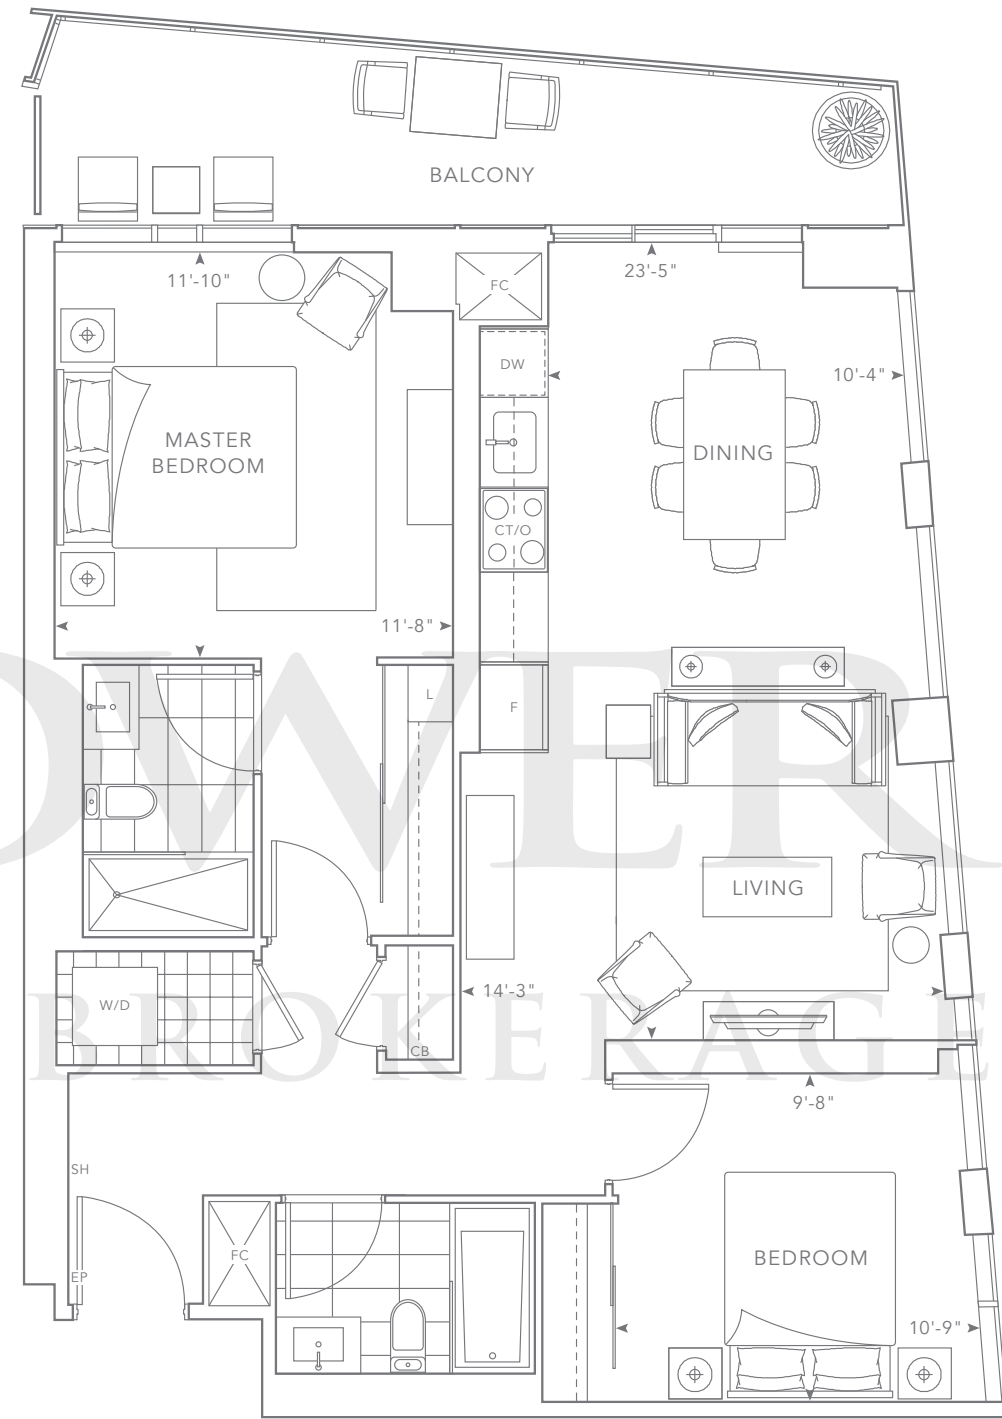 BALCONY
11'-10"
FC
23'-5"
DW
10'-4"
MASTER
BEDROOM
DINING
CT/O
11'-8"
L
F
OWER
LIVING
W/D
14'-3"
BROKERAGE
CB
9'-8"
SH
FC
EP
BEDROOM
10'-9"